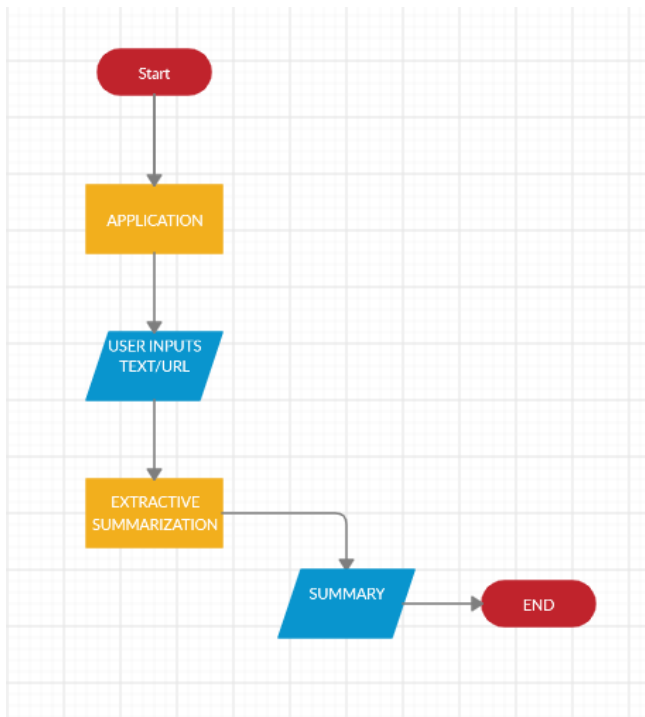 Start
APPLICATION
USER INPUTS
TEXT/URL
EXTRACTIVE
SUMMARIZATION
SUMMARY
END